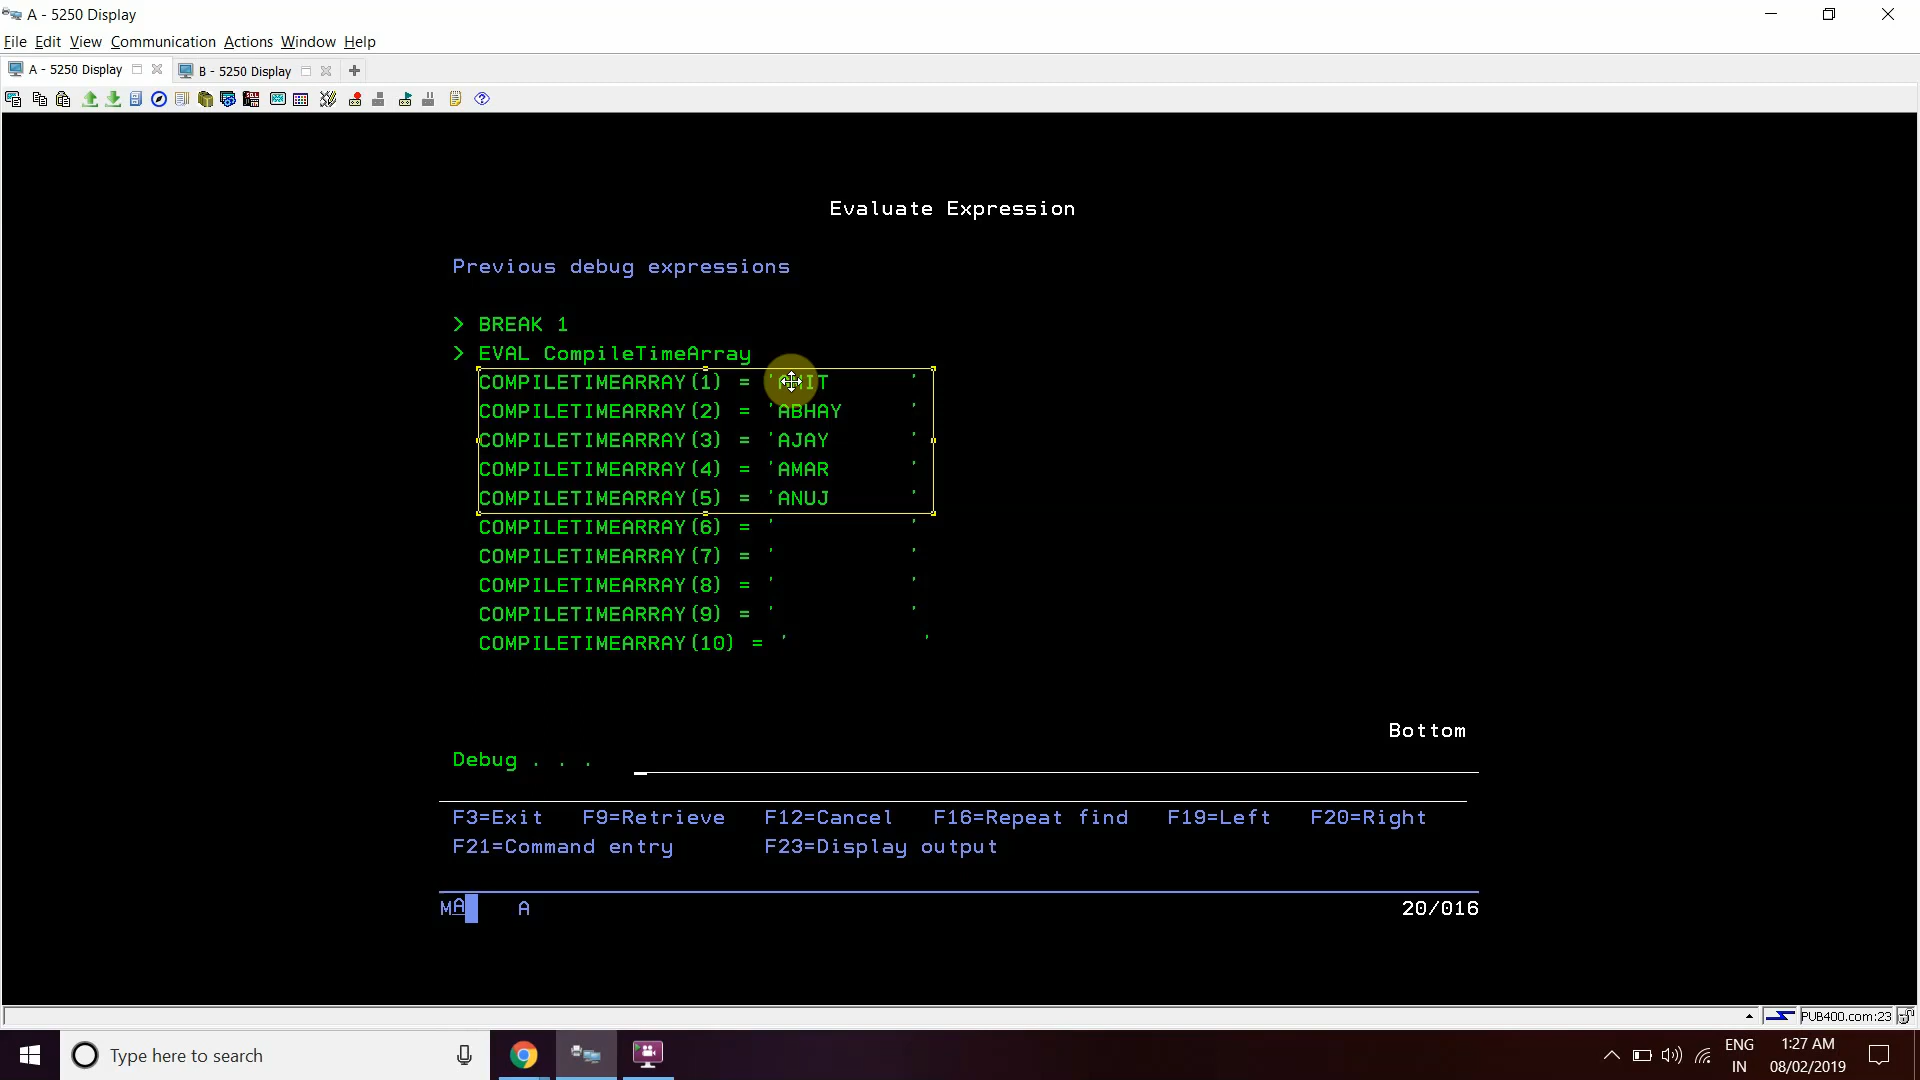 A - 5250 Display
File Edit View Communication Actions Window Help
A - 5250 Display B - 5250 Display
Evaluate Expression
Previous debug expressions
> BREAK 1
> EVAL CompileTimeArray
COMPILETIMEARRAY(1) = 'AMIT      '
COMPILETIMEARRAY(2) = 'ABHAY     '
COMPILETIMEARRAY(3) = 'AJAY      '
COMPILETIMEARRAY(4) = 'AMAR      '
COMPILETIMEARRAY(5) = 'ANUJ      '
COMPILETIMEARRAY(6) = '          '
COMPILETIMEARRAY(7) = '          '
COMPILETIMEARRAY(8) = '          '
COMPILETIMEARRAY(9) = '          '
COMPILETIMEARRAY(10) = '          '
Bottom
Debug . . .
F3=Exit F9=Retrieve F12=Cancel F16=Repeat find F19=Left F20=Right
F21=Command entry F23=Display output
MA A 20/016
PUB400.com:23
Type here to search
ENG
IN
1:27 AM
08/02/2019